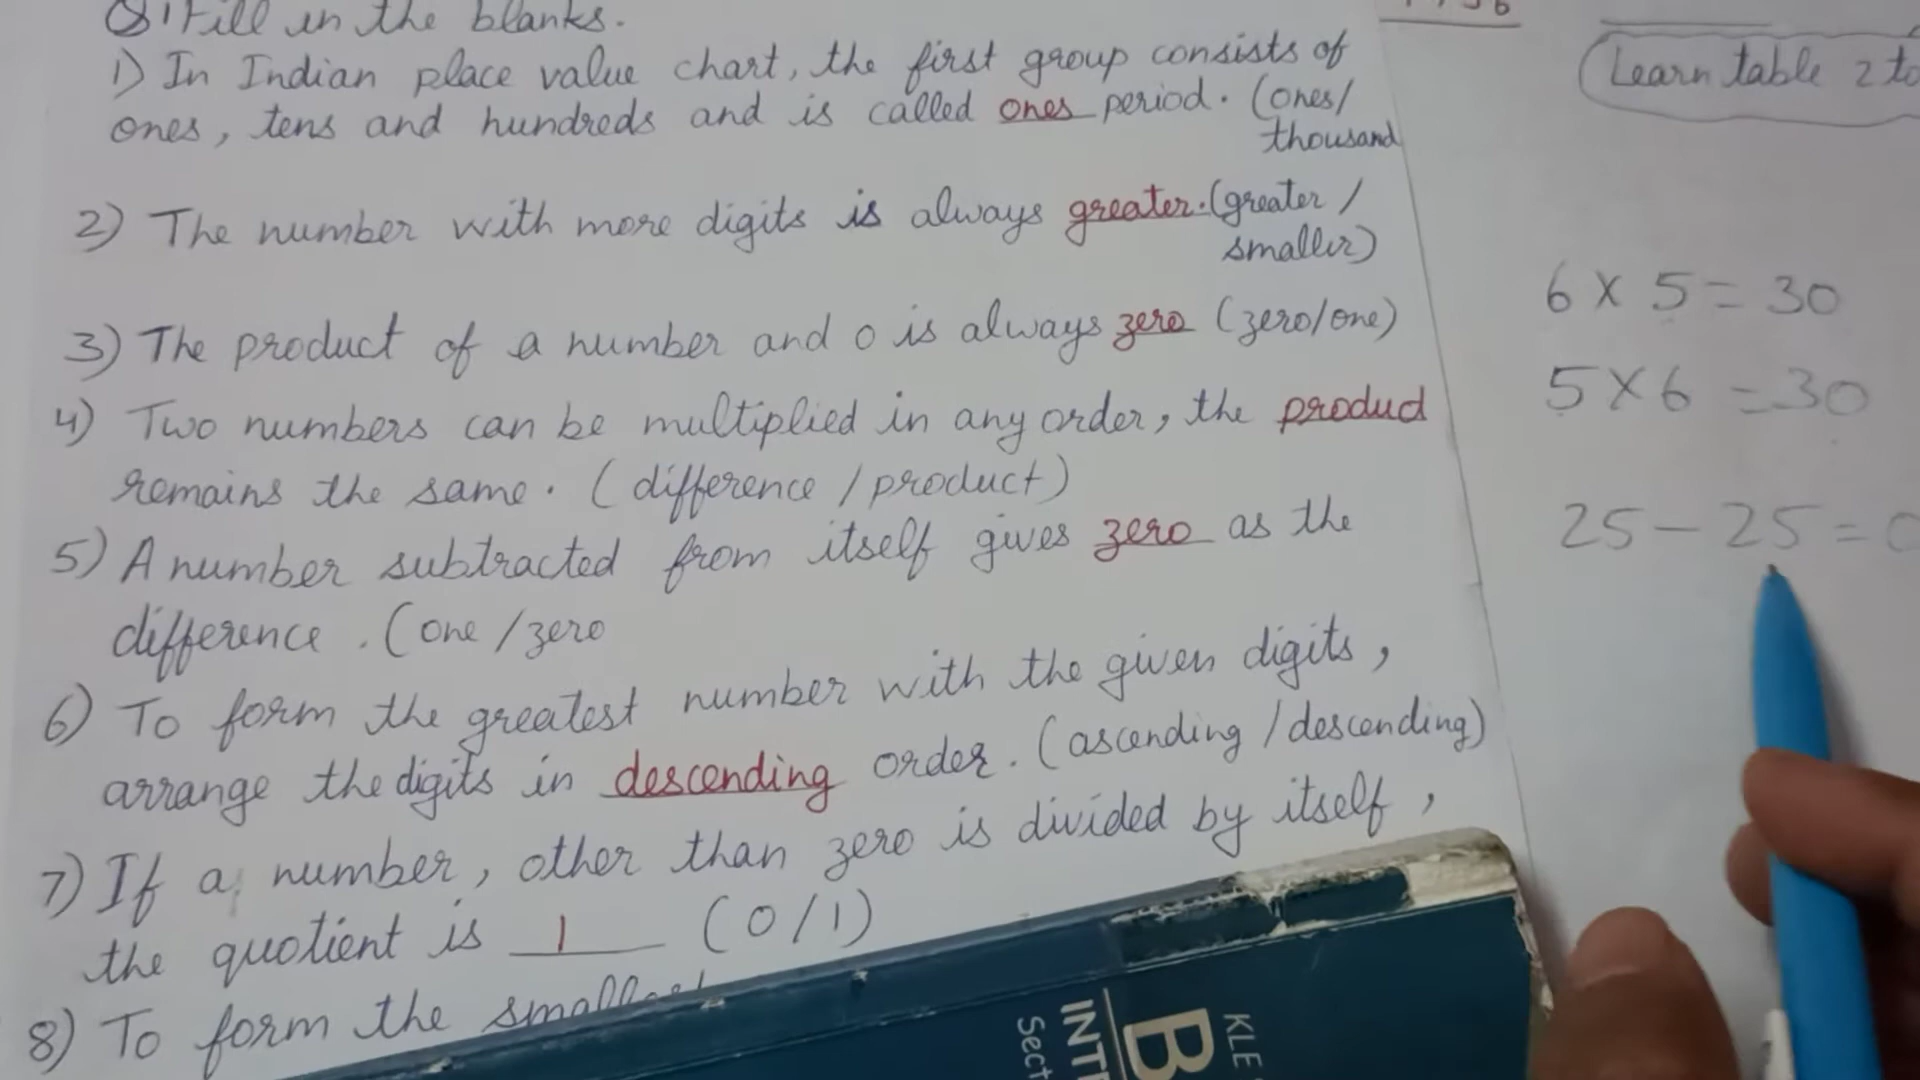 Q1 Fill in the blanks.
1) In Indian place value chart, the first group consists of
ones, tens and hundreds and is called ones period. (ones/
thousand
2) The number with more digits is always greater. (greater /
smaller)
3) The product of a number and 0 is always zero (zero/one)
4) Two numbers can be multiplied in any order, the product
remains the same. (difference / product)
5) A number subtracted from itself gives zero as the
difference. (one / zero
6) To form the greatest number with the given digits,
arrange the digits in descending order. (ascending / descending)
7) If a number, other than zero is divided by itself,
the quotient is 1 (0/1)
8) To form the smallest
Learn table 2 to
6 X 5 = 30
5 X 6 = 30
25 - 25 = 0
KLE
B
INT
Sect